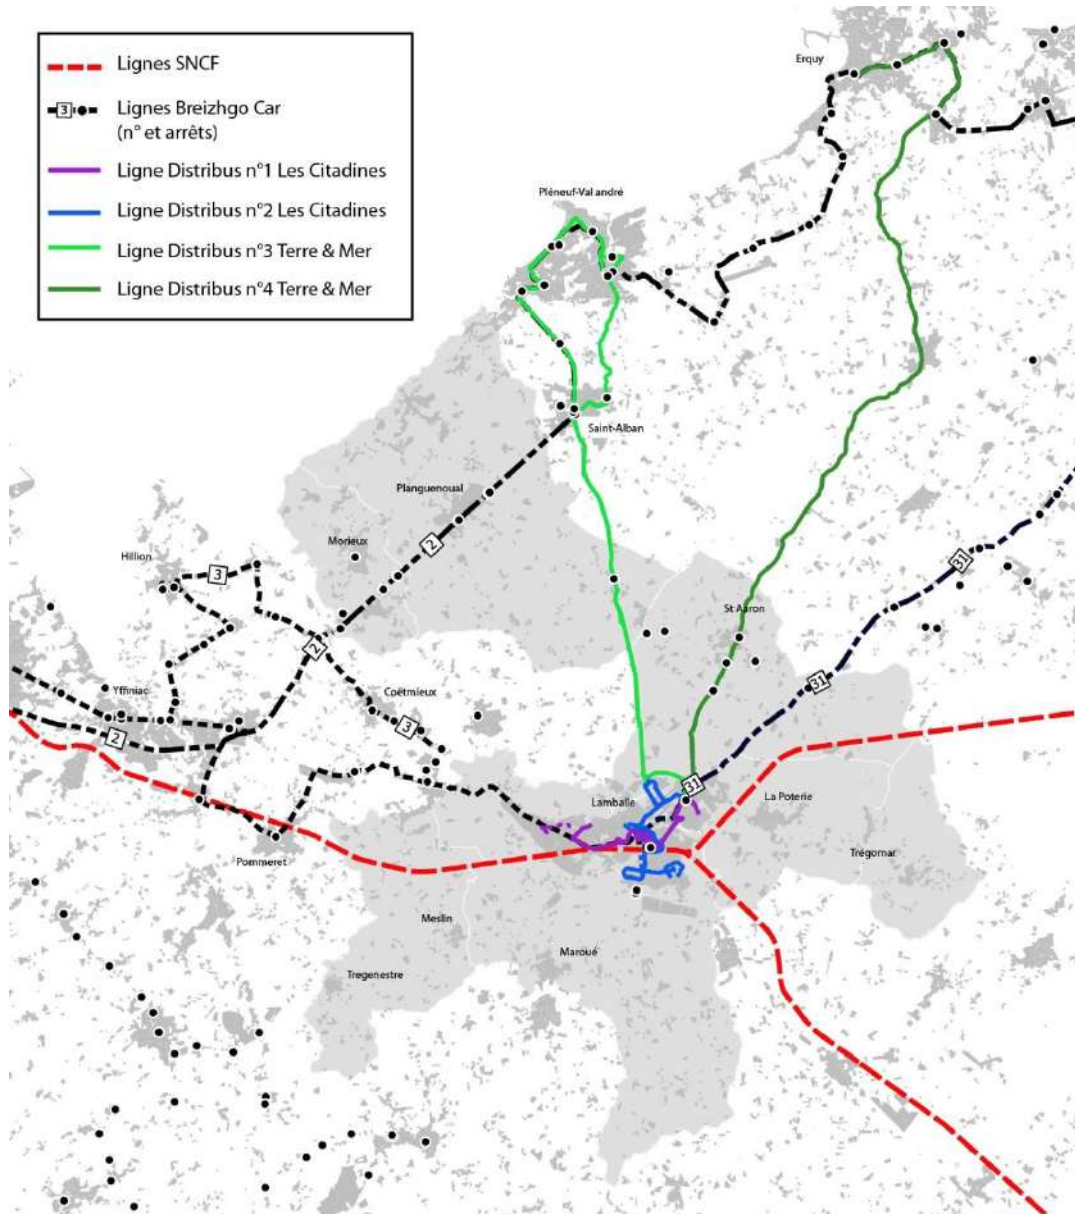 Lignes SNCF
3
Lignes Breizhgo Car
(n° et arrêts)
Ligne Distribus n°1 Les Citadines
Ligne Distribus n°2 Les Citadines
Ligne Distribus n°3 Terre & Mer
Ligne Distribus n°4 Terre & Mer
Erquy
Pléneuf-Val andré
Saint-Alban
Planguenoual
2
Morieux
Hillion
3
31
St Aaron
2
31
Coëtmieux
Yffiniac
3
2
31
Lamballe
La Poterie
Trégomar
Pommeret
Meslin
Maroué
Tregenestre